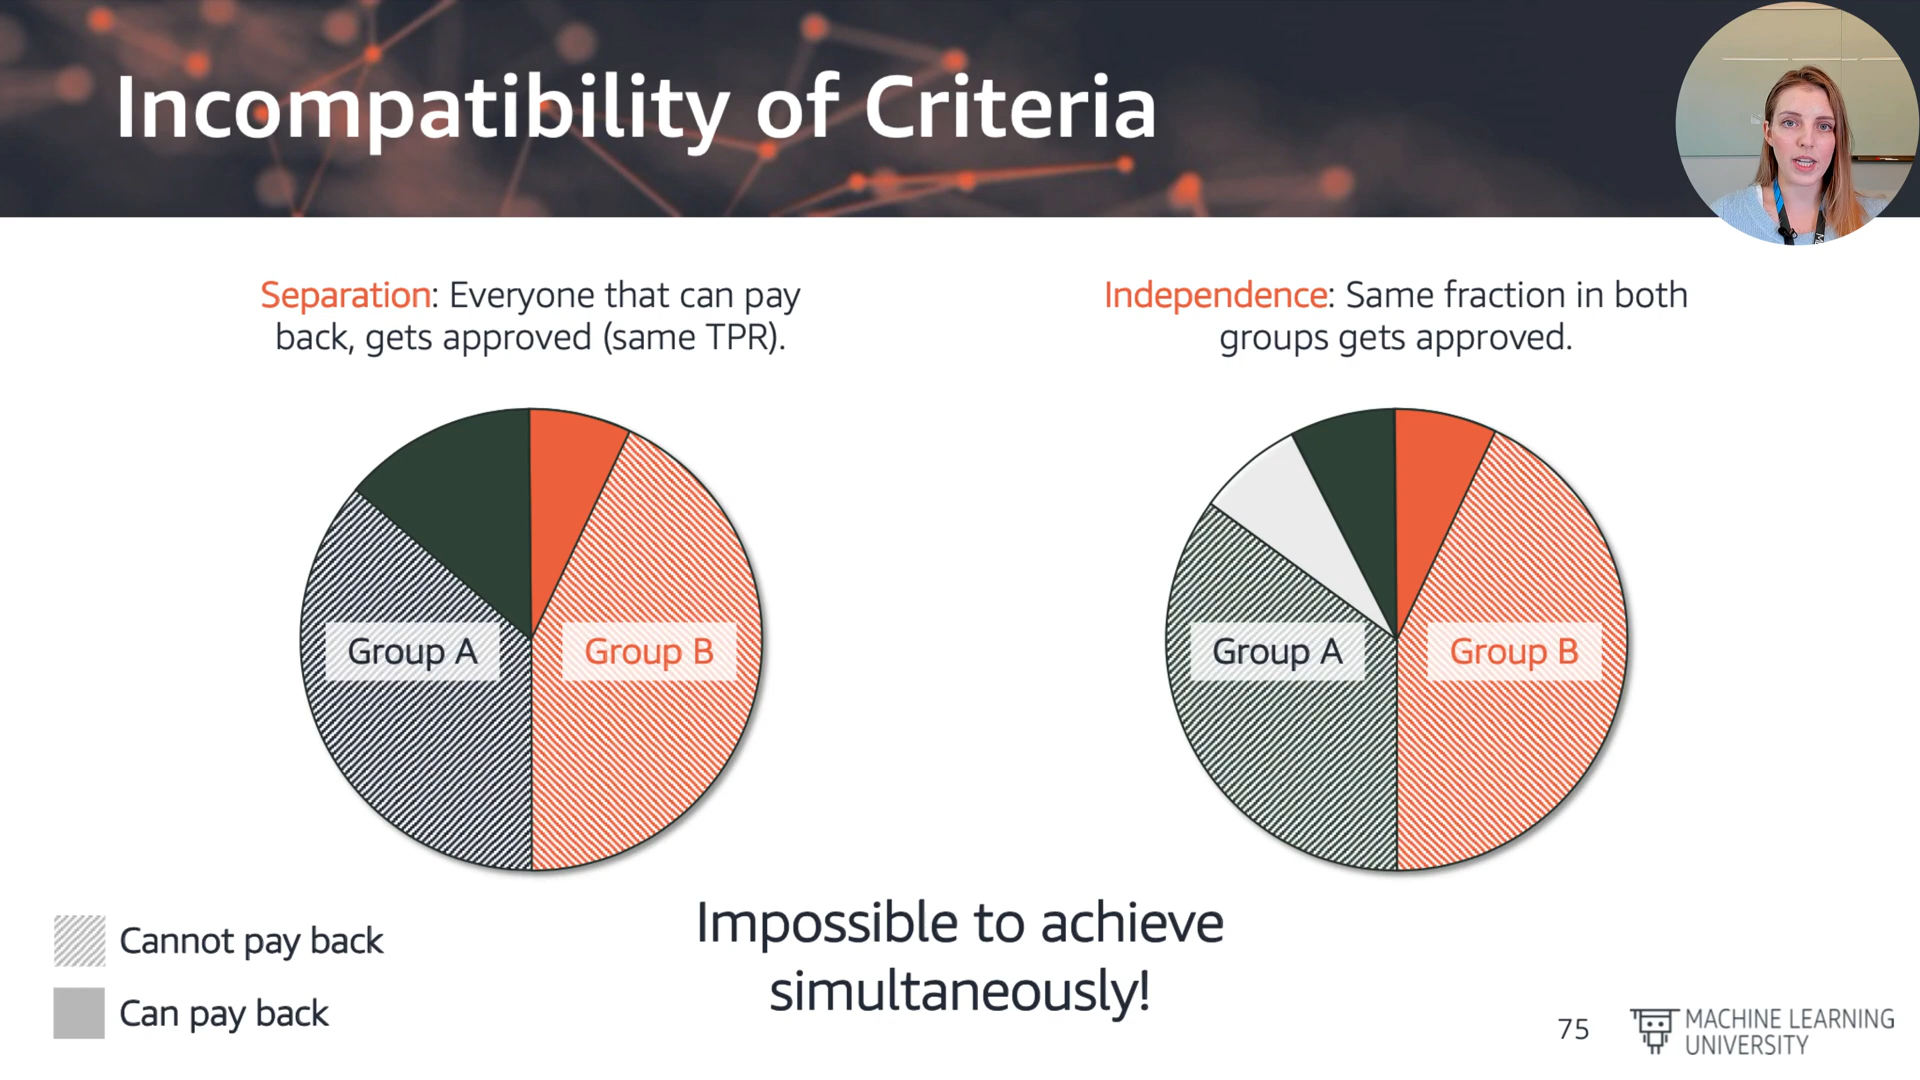 Incompatibility of Criteria
Separation: Everyone that can pay
back, gets approved (same TPR).
Independence: Same fraction in both
groups gets approved.
Group A
Group B
Group A
Group B
Cannot pay back
Can pay back
Impossible to achieve
simultaneously!
75
MACHINE LEARNING
UNIVERSITY